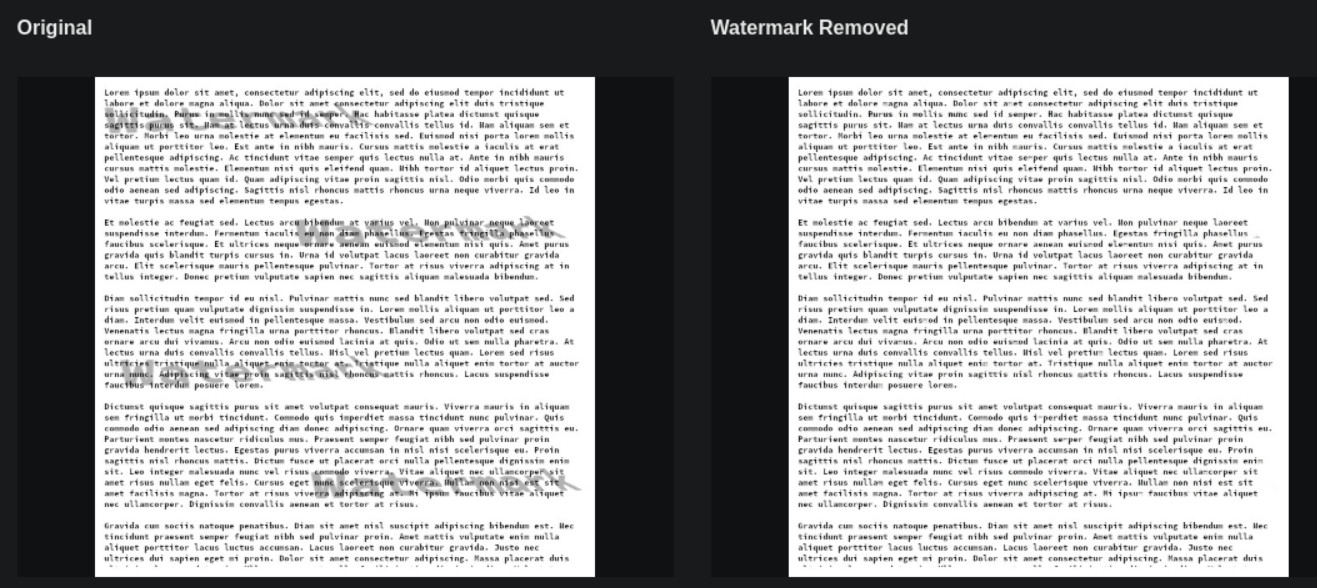 Original
Watermark Removed
Lorem ipsum dolor sit amet, consectetur adipiscing elit, sed do eiusmod tempor incididunt ut
labore et dolore magna aliqua. Dolor sit amet consectetur adipiscing elit duis tristique
sollicitudin. Purus in mollis nunc sed id semper. Hac habitasse platea dictumst quisque
sagittis purus sit. Nam at lectus urna duis convallis convallis tellus id. Nam aliquam sem et
tortor. Morbi leo urna molestie at elementum eu facilisis sed. Euismod nisi porta lorem mollis
aliquam ut porttitor leo. Est ante in nibh mauris. Cursus mattis molestie a iaculis at erat
pellentesque adipiscing. Ac tincidunt vitae semper quis lectus nulla at. Ante in nibh mauris
cursus mattis molestie. Elementum nisi quis eleifend quam. Nibh tortor id aliquet lectus proin.
Vel pretium lectus quam id. Quam adipiscing vitae proin sagittis nisl. Odio morbi quis commodo
odio aenean sed adipiscing. Sagittis nisl rhoncus mattis rhoncus urna neque viverra. Id leo in
vitae turpis massa sed elementum tempus egestas.
Et molestie ac feugiat sed. Lectus arcu bibendum at varius vel. Non pulvinar neque laoreet
suspendisse interdum. Fermentum iaculis eu non diam phasellus. Egestas fringilla phasellus
faucibus scelerisque. Et ultrices neque ornare aenean euismod elementum nisi quis. Amet purus
gravida quis blandit turpis cursus in. Urna id volutpat lacus laoreet non curabitur gravida
arcu. Elit scelerisque mauris pellentesque pulvinar. Tortor at risus viverra adipiscing at in
tellus integer. Donec pretium vulputate sapien nec sagittis aliquam malesuada bibendum.
Diam sollicitudin tempor id eu nisl. Pulvinar mattis nunc sed blandit libero volutpat sed. Sed
risus pretium quam vulputate dignissim suspendisse in. Lorem mollis aliquam ut porttitor leo a
diam. Interdum velit euismod in pellentesque massa. Vestibulum sed arcu non odio euismod.
Venenatis lectus magna fringilla urna porttitor rhoncus. Blandit libero volutpat sed cras
ornare arcu dui vivamus. Arcu non odio euismod lacinia at quis. Odio ut sem nulla pharetra. At
lectus urna duis convallis convallis tellus. Nisl vel pretium lectus quam. Lorem sed risus
ultricies tristique nulla aliquet enim tortor at. Tristique nulla aliquet enim tortor at auctor
urna nunc. Adipiscing vitae proin sagittis nisl rhoncus mattis rhoncus. Lacus suspendisse
faucibus interdum posuere lorem.
Dictumst quisque sagittis purus sit amet volutpat consequat mauris. Viverra mauris in aliquam
sem fringilla ut morbi tincidunt. Commodo quis imperdiet massa tincidunt nunc pulvinar. Quis
commodo odio aenean sed adipiscing diam donec adipiscing. Ornare quam viverra orci sagittis eu.
Parturient montes nascetur ridiculus mus. Praesent semper feugiat nibh sed pulvinar proin
gravida hendrerit lectus. Egestas purus viverra accumsan in nisl nisi scelerisque eu. Proin
sagittis nisl rhoncus mattis. Dictum fusce ut placerat orci nulla pellentesque dignissim enim
sit. Leo integer malesuada nunc vel risus commodo viverra. Vitae aliquet nec ullamcorper sit
amet risus nullam eget felis. Cursus eget nunc scelerisque viverra. Nullam non nisi est sit
amet facilisis magna. Tortor at risus viverra adipiscing at. Mi ipsum faucibus vitae aliquet
nec ullamcorper. Dignissim convallis aenean et tortor at risus.
Gravida cum sociis natoque penatibus. Diam sit amet nisl suscipit adipiscing bibendum est. Nec
tincidunt praesent semper feugiat nibh sed pulvinar proin. Amet mattis vulputate enim nulla
aliquet porttitor lacus luctus accumsan. Lacus laoreet non curabitur gravida. Justo nec
ultrices dui sapien eget mi proin. Dolor sit amet consectetur adipiscing. Massa placerat duis
Watermark
Watermark
Watermark
Watermark
Lorem ipsum dolor sit amet, consectetur adipiscing elit, sed do eiusmod tempor incididunt ut
labore et dolore magna aliqua. Dolor sit amet consectetur adipiscing elit duis tristique
sollicitudin. Purus in mollis nunc sed id semper. Hac habitasse platea dictumst quisque
sagittis purus sit. Nam at lectus urna duis convallis convallis tellus id. Nam aliquam sem et
tortor. Morbi leo urna molestie at elementum eu facilisis sed. Euismod nisi porta lorem mollis
aliquam ut porttitor leo. Est ante in nibh mauris. Cursus mattis molestie a iaculis at erat
pellentesque adipiscing. Ac tincidunt vitae semper quis lectus nulla at. Ante in nibh mauris
cursus mattis molestie. Elementum nisi quis eleifend quam. Nibh tortor id aliquet lectus proin.
Vel pretium lectus quam id. Quam adipiscing vitae proin sagittis nisl. Odio morbi quis commodo
odio aenean sed adipiscing. Sagittis nisl rhoncus mattis rhoncus urna neque viverra. Id leo in
vitae turpis massa sed elementum tempus egestas.
Et molestie ac feugiat sed. Lectus arcu bibendum at varius vel. Non pulvinar neque laoreet
suspendisse interdum. Fermentum iaculis eu non diam phasellus. Egestas fringilla phasellus
faucibus scelerisque. Et ultrices neque ornare aenean euismod elementum nisi quis. Amet purus
gravida quis blandit turpis cursus in. Urna id volutpat lacus laoreet non curabitur gravida
arcu. Elit scelerisque mauris pellentesque pulvinar. Tortor at risus viverra adipiscing at in
tellus integer. Donec pretium vulputate sapien nec sagittis aliquam malesuada bibendum.
Diam sollicitudin tempor id eu nisl. Pulvinar mattis nunc sed blandit libero volutpat sed. Sed
risus pretium quam vulputate dignissim suspendisse in. Lorem mollis aliquam ut porttitor leo a
diam. Interdum velit euismod in pellentesque massa. Vestibulum sed arcu non odio euismod.
Venenatis lectus magna fringilla urna porttitor rhoncus. Blandit libero volutpat sed cras
ornare arcu dui vivamus. Arcu non odio euismod lacinia at quis. Odio ut sem nulla pharetra. At
lectus urna duis convallis convallis tellus. Nisl vel pretium lectus quam. Lorem sed risus
ultricies tristique nulla aliquet enim tortor at. Tristique nulla aliquet enim tortor at auctor
urna nunc. Adipiscing vitae proin sagittis nisl rhoncus mattis rhoncus. Lacus suspendisse
faucibus interdum posuere lorem.
Dictumst quisque sagittis purus sit amet volutpat consequat mauris. Viverra mauris in aliquam
sem fringilla ut morbi tincidunt. Commodo quis imperdiet massa tincidunt nunc pulvinar. Quis
commodo odio aenean sed adipiscing diam donec adipiscing. Ornare quam viverra orci sagittis eu.
Parturient montes nascetur ridiculus mus. Praesent semper feugiat nibh sed pulvinar proin
gravida hendrerit lectus. Egestas purus viverra accumsan in nisl nisi scelerisque eu. Proin
sagittis nisl rhoncus mattis. Dictum fusce ut placerat orci nulla pellentesque dignissim enim
sit. Leo integer malesuada nunc vel risus commodo viverra. Vitae aliquet nec ullamcorper sit
amet risus nullam eget felis. Cursus eget nunc scelerisque viverra. Nullam non nisi est sit
amet facilisis magna. Tortor at risus viverra adipiscing at. Mi ipsum faucibus vitae aliquet
nec ullamcorper. Dignissim convallis aenean et tortor at risus.
Gravida cum sociis natoque penatibus. Diam sit amet nisl suscipit adipiscing bibendum est. Nec
tincidunt praesent semper feugiat nibh sed pulvinar proin. Amet mattis vulputate enim nulla
aliquet porttitor lacus luctus accumsan. Lacus laoreet non curabitur gravida. Justo nec
ultrices dui sapien eget mi proin. Dolor sit amet consectetur adipiscing. Massa placerat duis